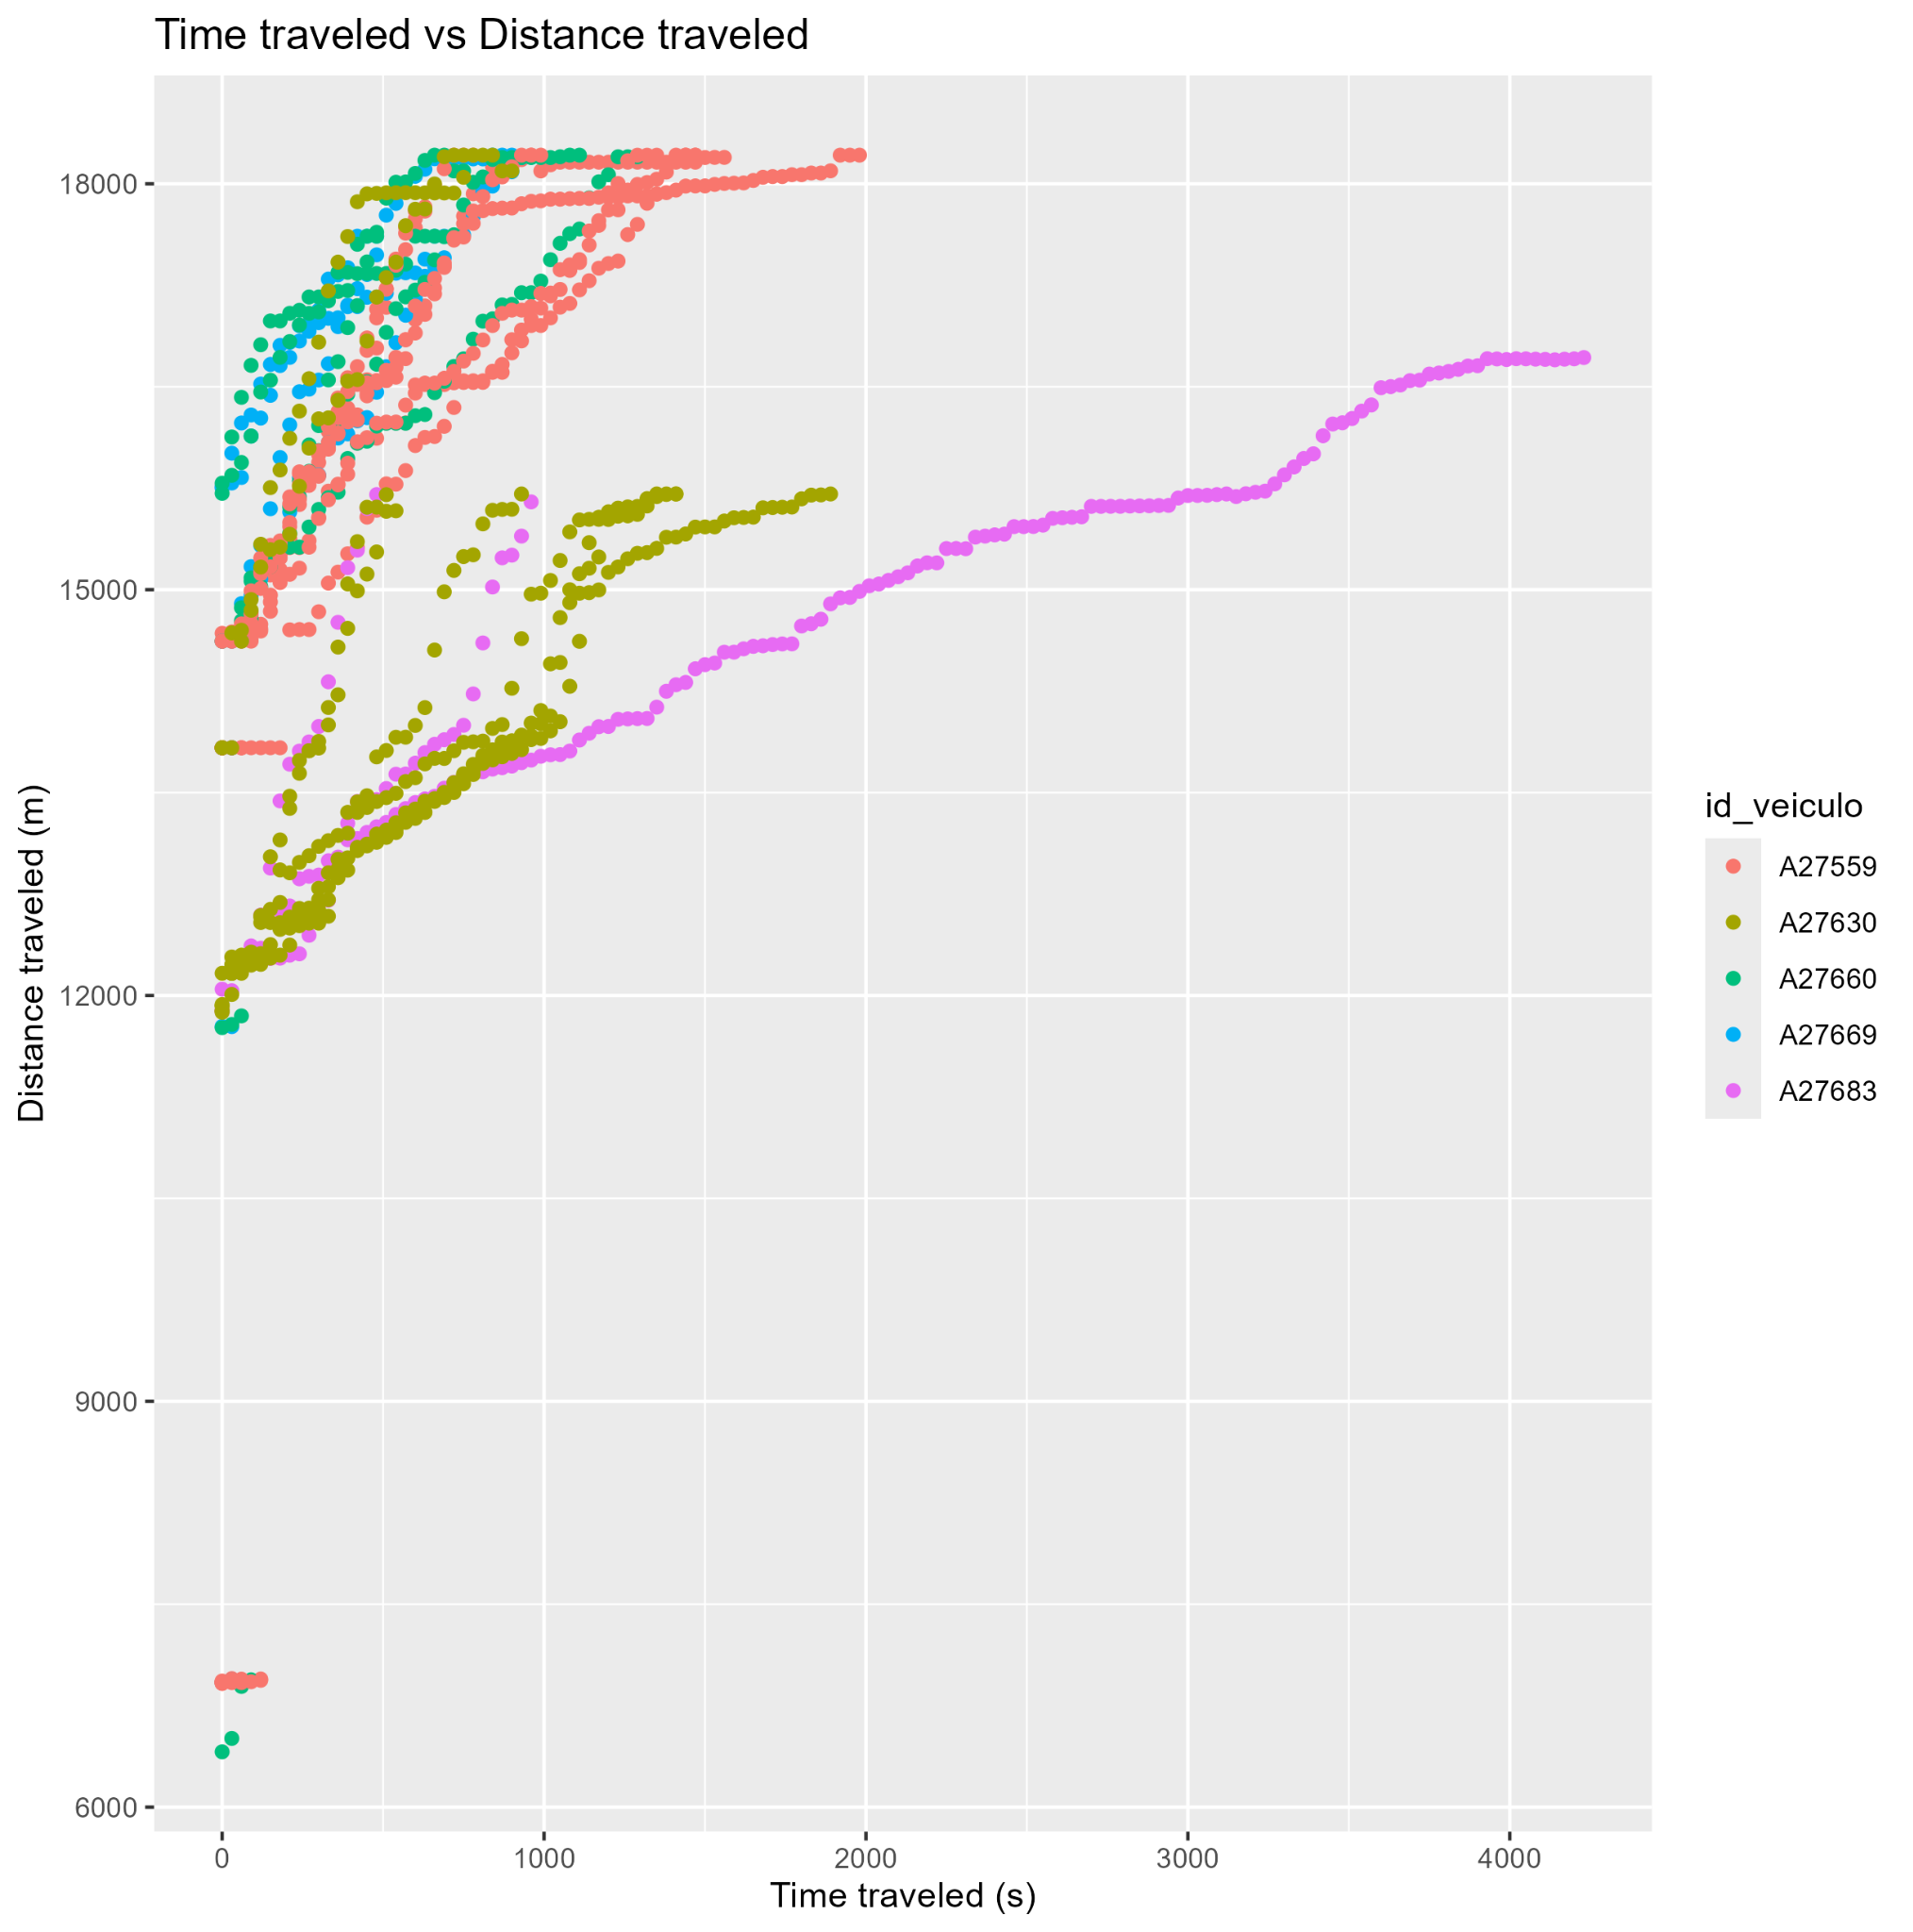 Time traveled vs Distance traveled
18000
15000
12000
9000
6000
Distance traveled (m)
0
1000
2000
3000
4000
Time traveled (s)
id_veiculo
A27559
A27630
A27660
A27669
A27683